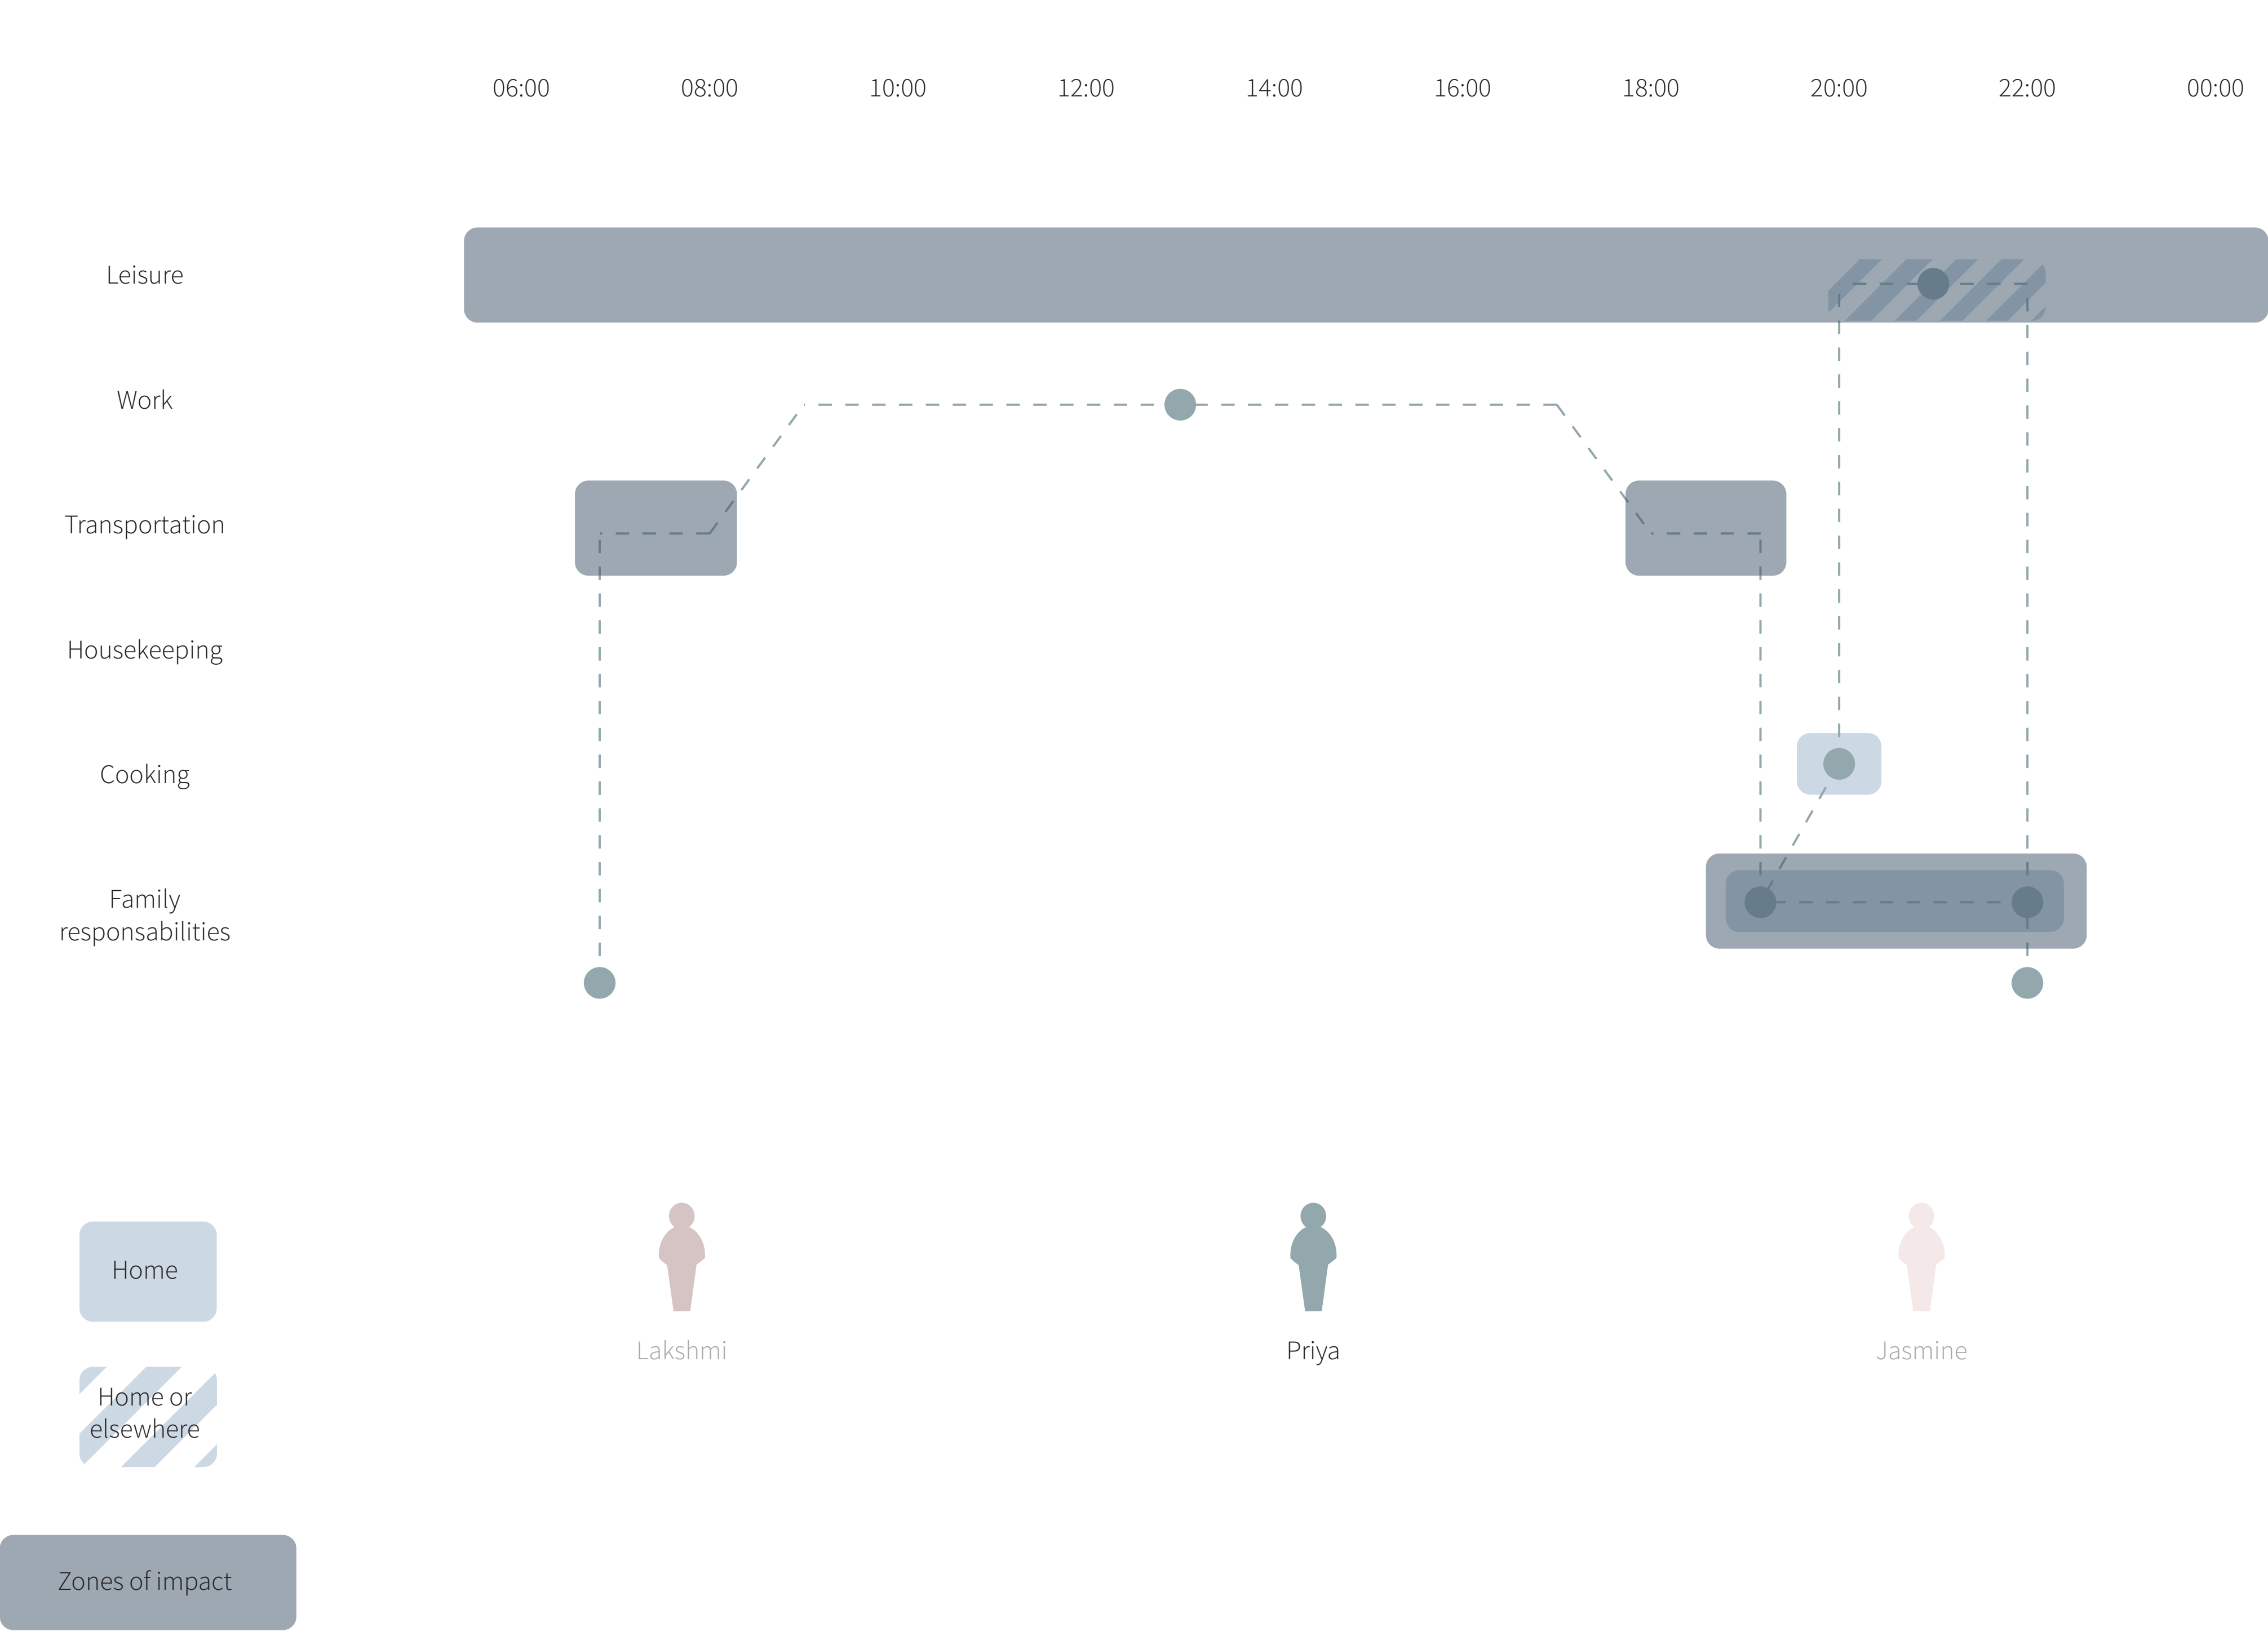 06:00 08:00 10:00 12:00 14:00 16:00 18:00 20:00 22:00 00:00
Leisure
Work
Transportation
Housekeeping
Cooking
Family
responsabilities
Home
Lakshmi Priya Jasmine
Home or
elsewhere
Zones of impact